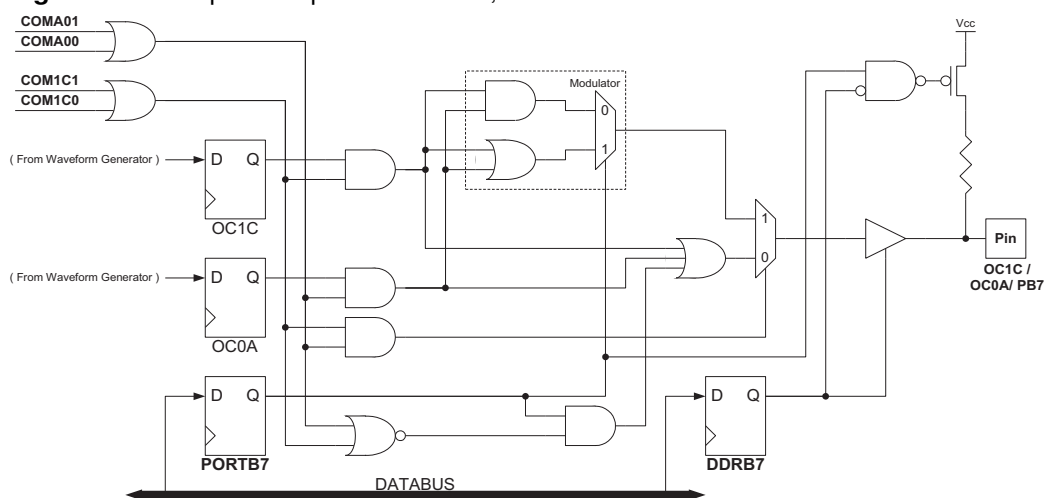 COMA01
COMA00
Vcc
COM1C1
COM1C0
Modulator
0
1
( From Waveform Generator )
D Q
OC1C
1
0
Pin
OC1C /
OC0A/ PB7
( From Waveform Generator )
D Q
OC0A
D Q
PORTB7
D Q
DDRB7
DATABUS